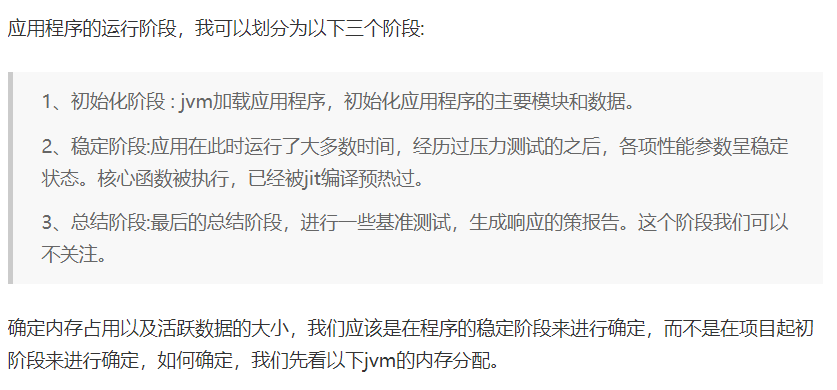 应用程序的运行阶段，我可以划分为以下三个阶段:
1、初始化阶段 : jvm加载应用程序，初始化应用程序的主要模块和数据。
2、稳定阶段:应用在此时运行了大多数时间，经历过压力测试的之后，各项性能参数呈稳定
状态。核心函数被执行，已经被jit编译预热过。
3、总结阶段:最后的总结阶段，进行一些基准测试，生成响应的策报告。这个阶段我们可以
不关注。
确定内存占用以及活跃数据的大小，我们应该是在程序的稳定阶段来进行确定，而不是在项目起初
阶段来进行确定，如何确定，我们先看以下jvm的内存分配。